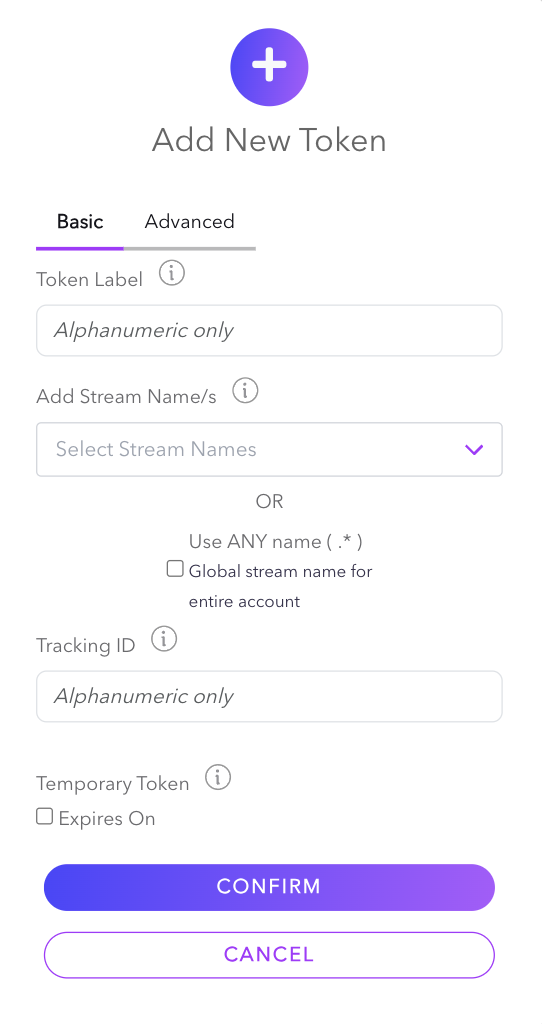 Add New Token
Basic Advanced
Token Label
Alphanumeric only
Add Stream Name/s
Select Stream Names
OR
Use ANY name ( .* )
Global stream name for
entire account
Tracking ID
Alphanumeric only
Temporary Token
Expires On
CONFIRM
CANCEL